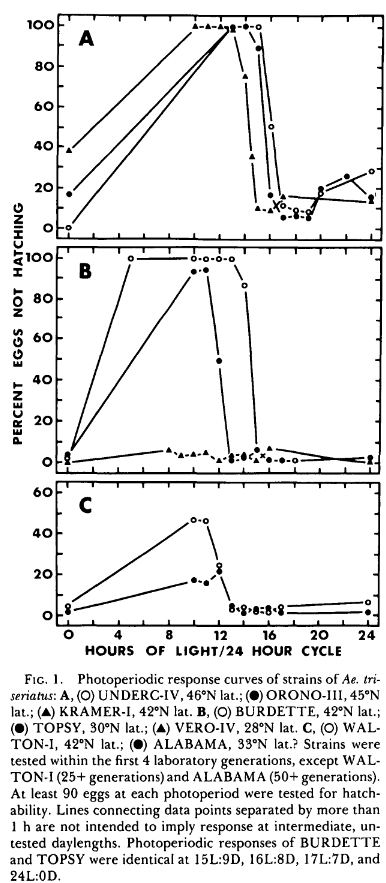 100
A
80
60
40
20
0
PERCENT EGGS NOT HATCHING
100
B
80
60
40
20
0
60
C
40
20
0
0 4 8 12 16 20 24
HOURS OF LIGHT/24 HOUR CYCLE
FIG. 1. Photoperiodic response curves of strains of Ae. tri-
seriatus: A, (○) UNDERC-IV, 46°N lat.; (●) ORONO-III, 45°N
lat.; (▲) KRAMER-I, 42°N lat. B, (○) BURDETTE, 42°N lat.;
(●) TOPSY, 30°N lat.; (▲) VERO-IV, 28°N lat. C, (○) WAL-
TON-I, 42°N lat.; (●) ALABAMA, 33°N lat.? Strains were
tested within the first 4 laboratory generations, except WAL-
TON-I (25+ generations) and ALABAMA (50+ generations).
At least 90 eggs at each photoperiod were tested for hatch-
ability. Lines connecting data points separated by more than
1 h are not intended to imply response at intermediate, un-
tested daylengths. Photoperiodic responses of BURDETTE
and TOPSY were identical at 15L:9D, 16L:8D, 17L:7D, and
24L:0D.